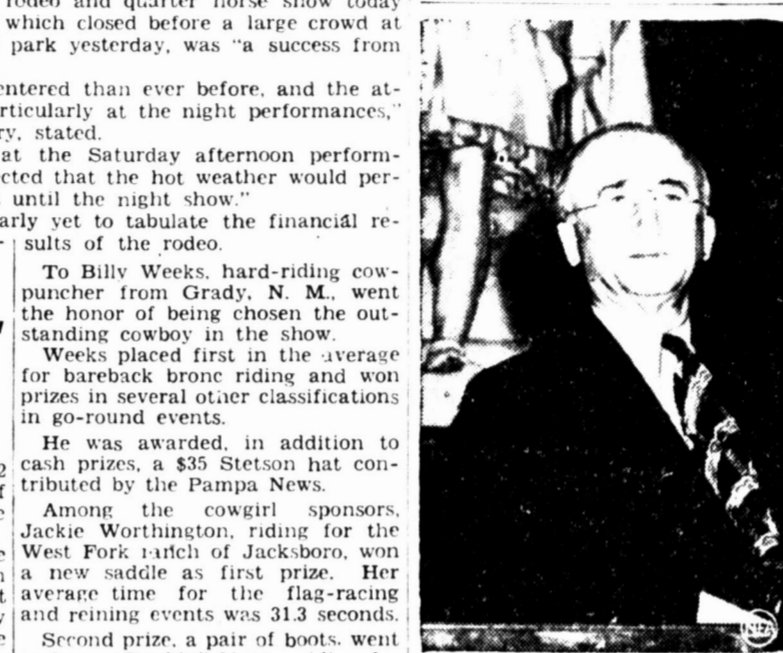 rodeo and quarter horse show today
which closed before a large crowd at
park yesterday, was "a success from
entered than ever before, and the at-
rticularly at the night performances,"
ry, stated.
at the Saturday afternoon perform-
cted that the hot weather would per-
until the night show."
arly yet to tabulate the financial re-
sults of the rodeo.
To Billy Weeks, hard-riding cow-
puncher from Grady, N. M., went
the honor of being chosen the out-
standing cowboy in the show.
Weeks placed first in the average
for bareback bronc riding and won
prizes in several other classifications
in go-round events.
He was awarded, in addition to
cash prizes, a $35 Stetson hat con-
tributed by the Pampa News.
Among the cowgirl sponsors,
Jackie Worthington, riding for the
West Fork ranch of Jacksboro, won
a new saddle as first prize. Her
average time for the flag-racing
and reining events was 31.3 seconds.
Second prize, a pair of boots, went
NEA